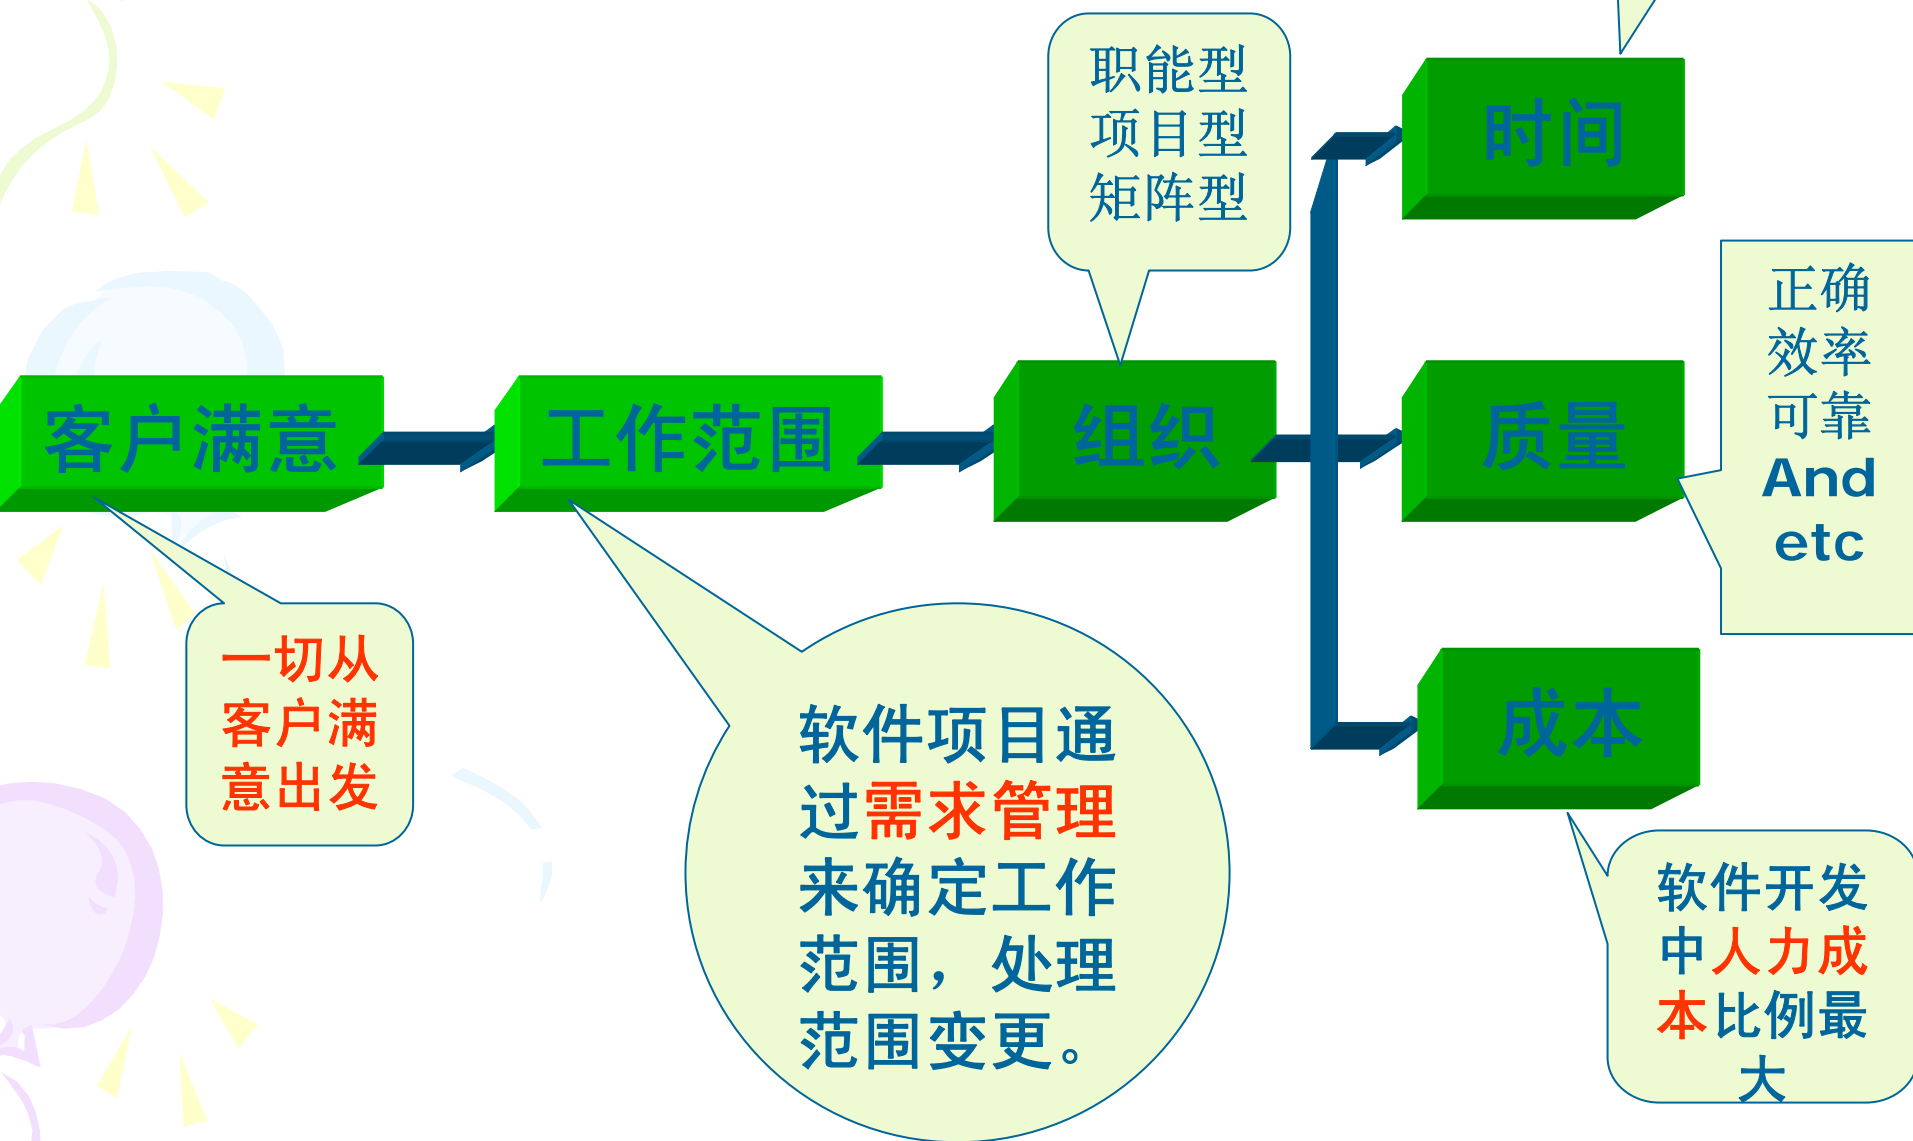 职能型
项目型
矩阵型
时间
正确
效率
可靠
And
etc
客户满意
工作范围
组织
质量
一切从
客户满
意出发
软件项目通
过需求管理
来确定工作
范围，处理
范围变更。
成本
软件开发
中人力成
本比例最
大